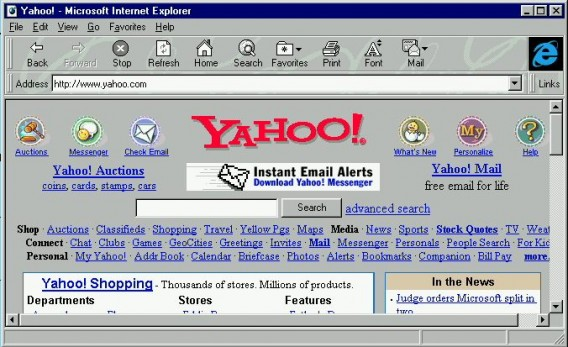 Yahoo! - Microsoft Internet Explorer
File Edit View Go Favorites Help
Back Forward Stop Refresh Home Search Favorites Print Font Mail
Address http://www.yahoo.com Links
YAHOO!
Auctions Messenger Check Email What's New Personalize Help
My
?
Yahoo! Auctions
coins, cards, stamps, cars
Instant Email Alerts
Download Yahoo! Messenger
Yahoo! Mail
free email for life
Search advanced search
Shop · Auctions · Classifieds · Shopping · Travel · Yellow Pgs · Maps Media · News · Sports · Stock Quotes · TV · Weat
Connect · Chat · Clubs · Games · GeoCities · Greetings · Invites · Mail · Messenger · Personals · People Search · For Kid
Personal · My Yahoo! · Addr Book · Calendar · Briefcase · Photos · Alerts · Bookmarks · Companion · Bill Pay more...
Yahoo! Shopping - Thousands of stores. Millions of products.
Departments Stores Features
In the News
· Judge orders Microsoft split in
two